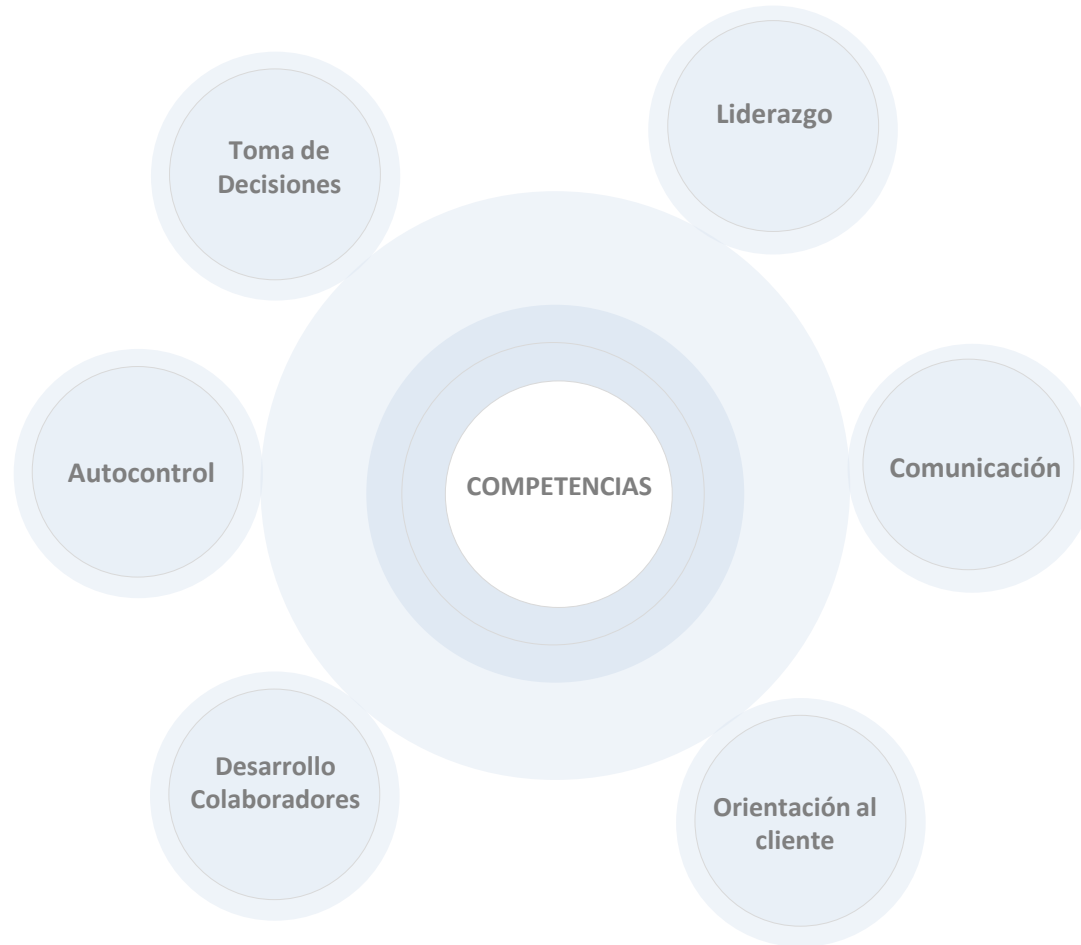 Liderazgo
Toma de
Decisiones
Autocontrol
COMPETENCIAS
Comunicación
Desarrollo
Colaboradores
Orientación al
cliente